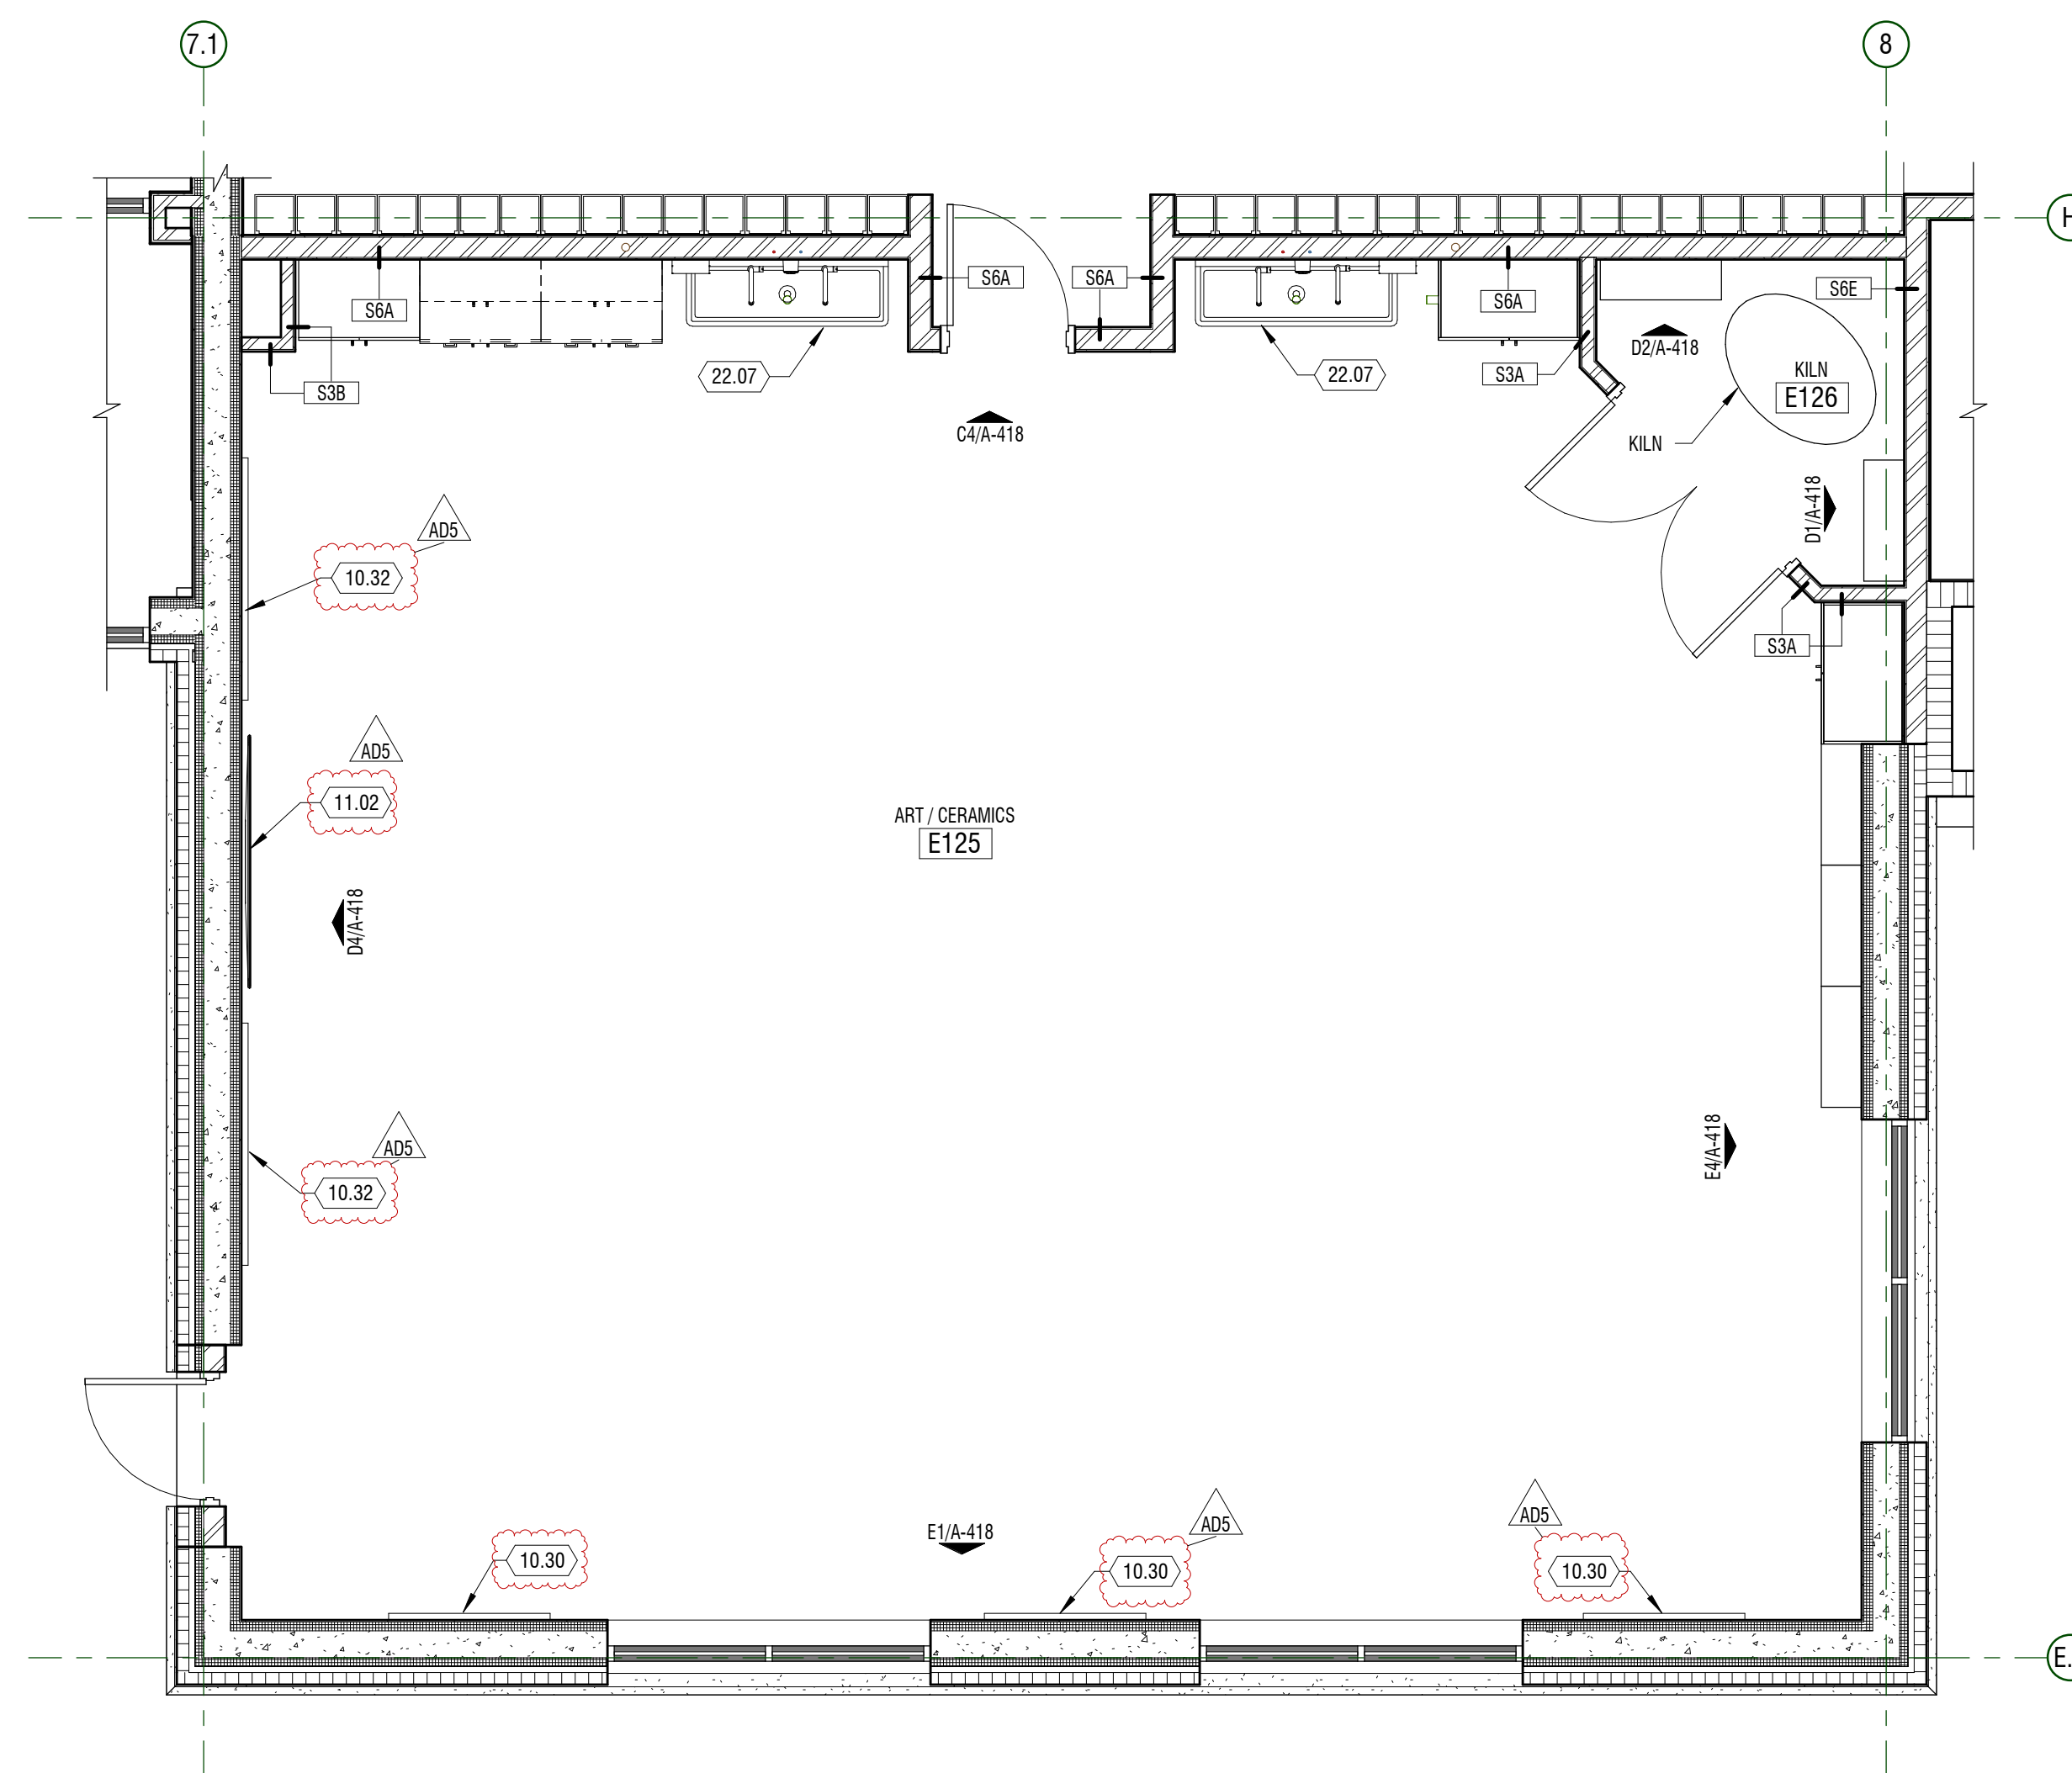 7.1
8
H
S6A
S6A
S6A
S6A
S6E
S3B
22.07
22.07
S3A
D2/A-418
KILN
E126
KILN
C4/A-418
D1/A-418
AD5
10.32
S3A
AD5
11.02
ART / CERAMICS
E125
D4/A-418
AD5
10.32
E4/A-418
10.30
E1/A-418
AD5
10.30
AD5
10.30
E.